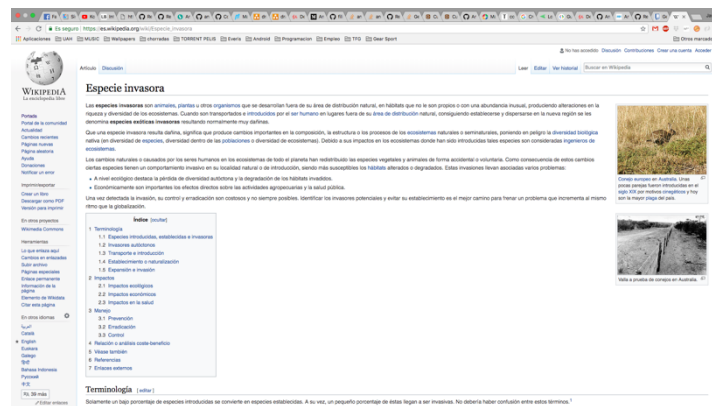 Es seguro | https://es.wikipedia.org/wiki/Especie_invasora
Aplicaciones UAH MUSIC Wallpapers chorradas TORRENT PELIS Everis Android Programacion Empleo TFG Gear Sport Otros marcado
No has accedido Discusión Contribuciones Crear una cuenta Acceder
Artículo Discusión Leer Editar Ver historial Buscar en Wikipedia
WIKIPEDIA
La enciclopedia libre
Portada
Portal de la comunidad
Actualidad
Cambios recientes
Páginas nuevas
Página aleatoria
Ayuda
Donaciones
Notificar un error
Imprimir/exportar
Crear un libro
Descargar como PDF
Versión para imprimir
En otros proyectos
Wikimedia Commons
Herramientas
Lo que enlaza aquí
Cambios en enlazadas
Subir archivo
Páginas especiales
Enlace permanente
Información de la
página
Elemento de Wikidata
Citar esta página
En otros idiomas
العربية
Català
English
Euskara
Galego
हिन्दी
Bahasa Indonesia
Русский
中文
39 más
Editar enlaces
Especie invasora
Las especies invasoras son animales, plantas u otros organismos que se desarrollan fuera de su área de distribución natural, en hábitats que no le son propios o con una abundancia inusual, produciendo alteraciones en la
riqueza y diversidad de los ecosistemas. Cuando son transportados e introducidos por el ser humano en lugares fuera de su área de distribución natural, consiguiendo establecerse y dispersarse en la nueva región se les
denomina especies exóticas invasoras resultando normalmente muy dañinas.
Que una especie invasora resulta dañina, significa que produce cambios importantes en la composición, la estructura o los procesos de los ecosistemas naturales o seminaturales, poniendo en peligro la diversidad biológica
nativa (en diversidad de especies, diversidad dentro de las poblaciones o diversidad de ecosistemas). Debido a sus impactos en los ecosistemas donde han sido introducidas tales especies son consideradas ingenieros de
ecosistemas.
Los cambios naturales o causados por los seres humanos en los ecosistemas de todo el planeta han redistribuido las especies vegetales y animales de forma accidental o voluntaria. Como consecuencia de estos cambios
ciertas especies tienen un comportamiento invasivo en su localidad natural o de introducción, siendo más susceptibles los hábitats alterados o degradados. Estas invasiones llevan asociadas varios problemas:
• A nivel ecológico destaca la pérdida de diversidad autóctona y la degradación de los hábitats invadidos.
• Económicamente son importantes los efectos directos sobre las actividades agropecuarias y la salud pública.
Una vez detectada la invasión, su control y erradicación son costosos y no siempre posibles. Identificar los invasores potenciales y evitar su establecimiento es el mejor camino para frenar un problema que incrementa al mismo
ritmo que la globalización.
Índice [ocultar]
1 Terminología
1.1 Especies introducidas, establecidas e invasoras
1.2 Invasores autóctonos
1.3 Transporte e introducción
1.4 Establecimiento o naturalización
1.5 Expansión e invasión
2 Impactos
2.1 Impactos ecológicos
2.2 Impactos económicos
2.3 Impactos en la salud
3 Manejo
3.1 Prevención
3.2 Erradicación
3.3 Control
4 Relación o análisis coste-beneficio
5 Véase también
6 Referencias
7 Enlaces externos
Conejo europeo en Australia. Unas
pocas parejas fueron introducidas en el
siglo XIX por motivos cinegéticos y hoy
son la mayor plaga del país.
Valla a prueba de conejos en Australia.
Terminología [editar]
Solamente un bajo porcentaje de especies introducidas se convierte en especies establecidas. A su vez, un pequeño porcentaje de éstas llegan a ser invasivas. No debería haber confusión entre estos términos.1